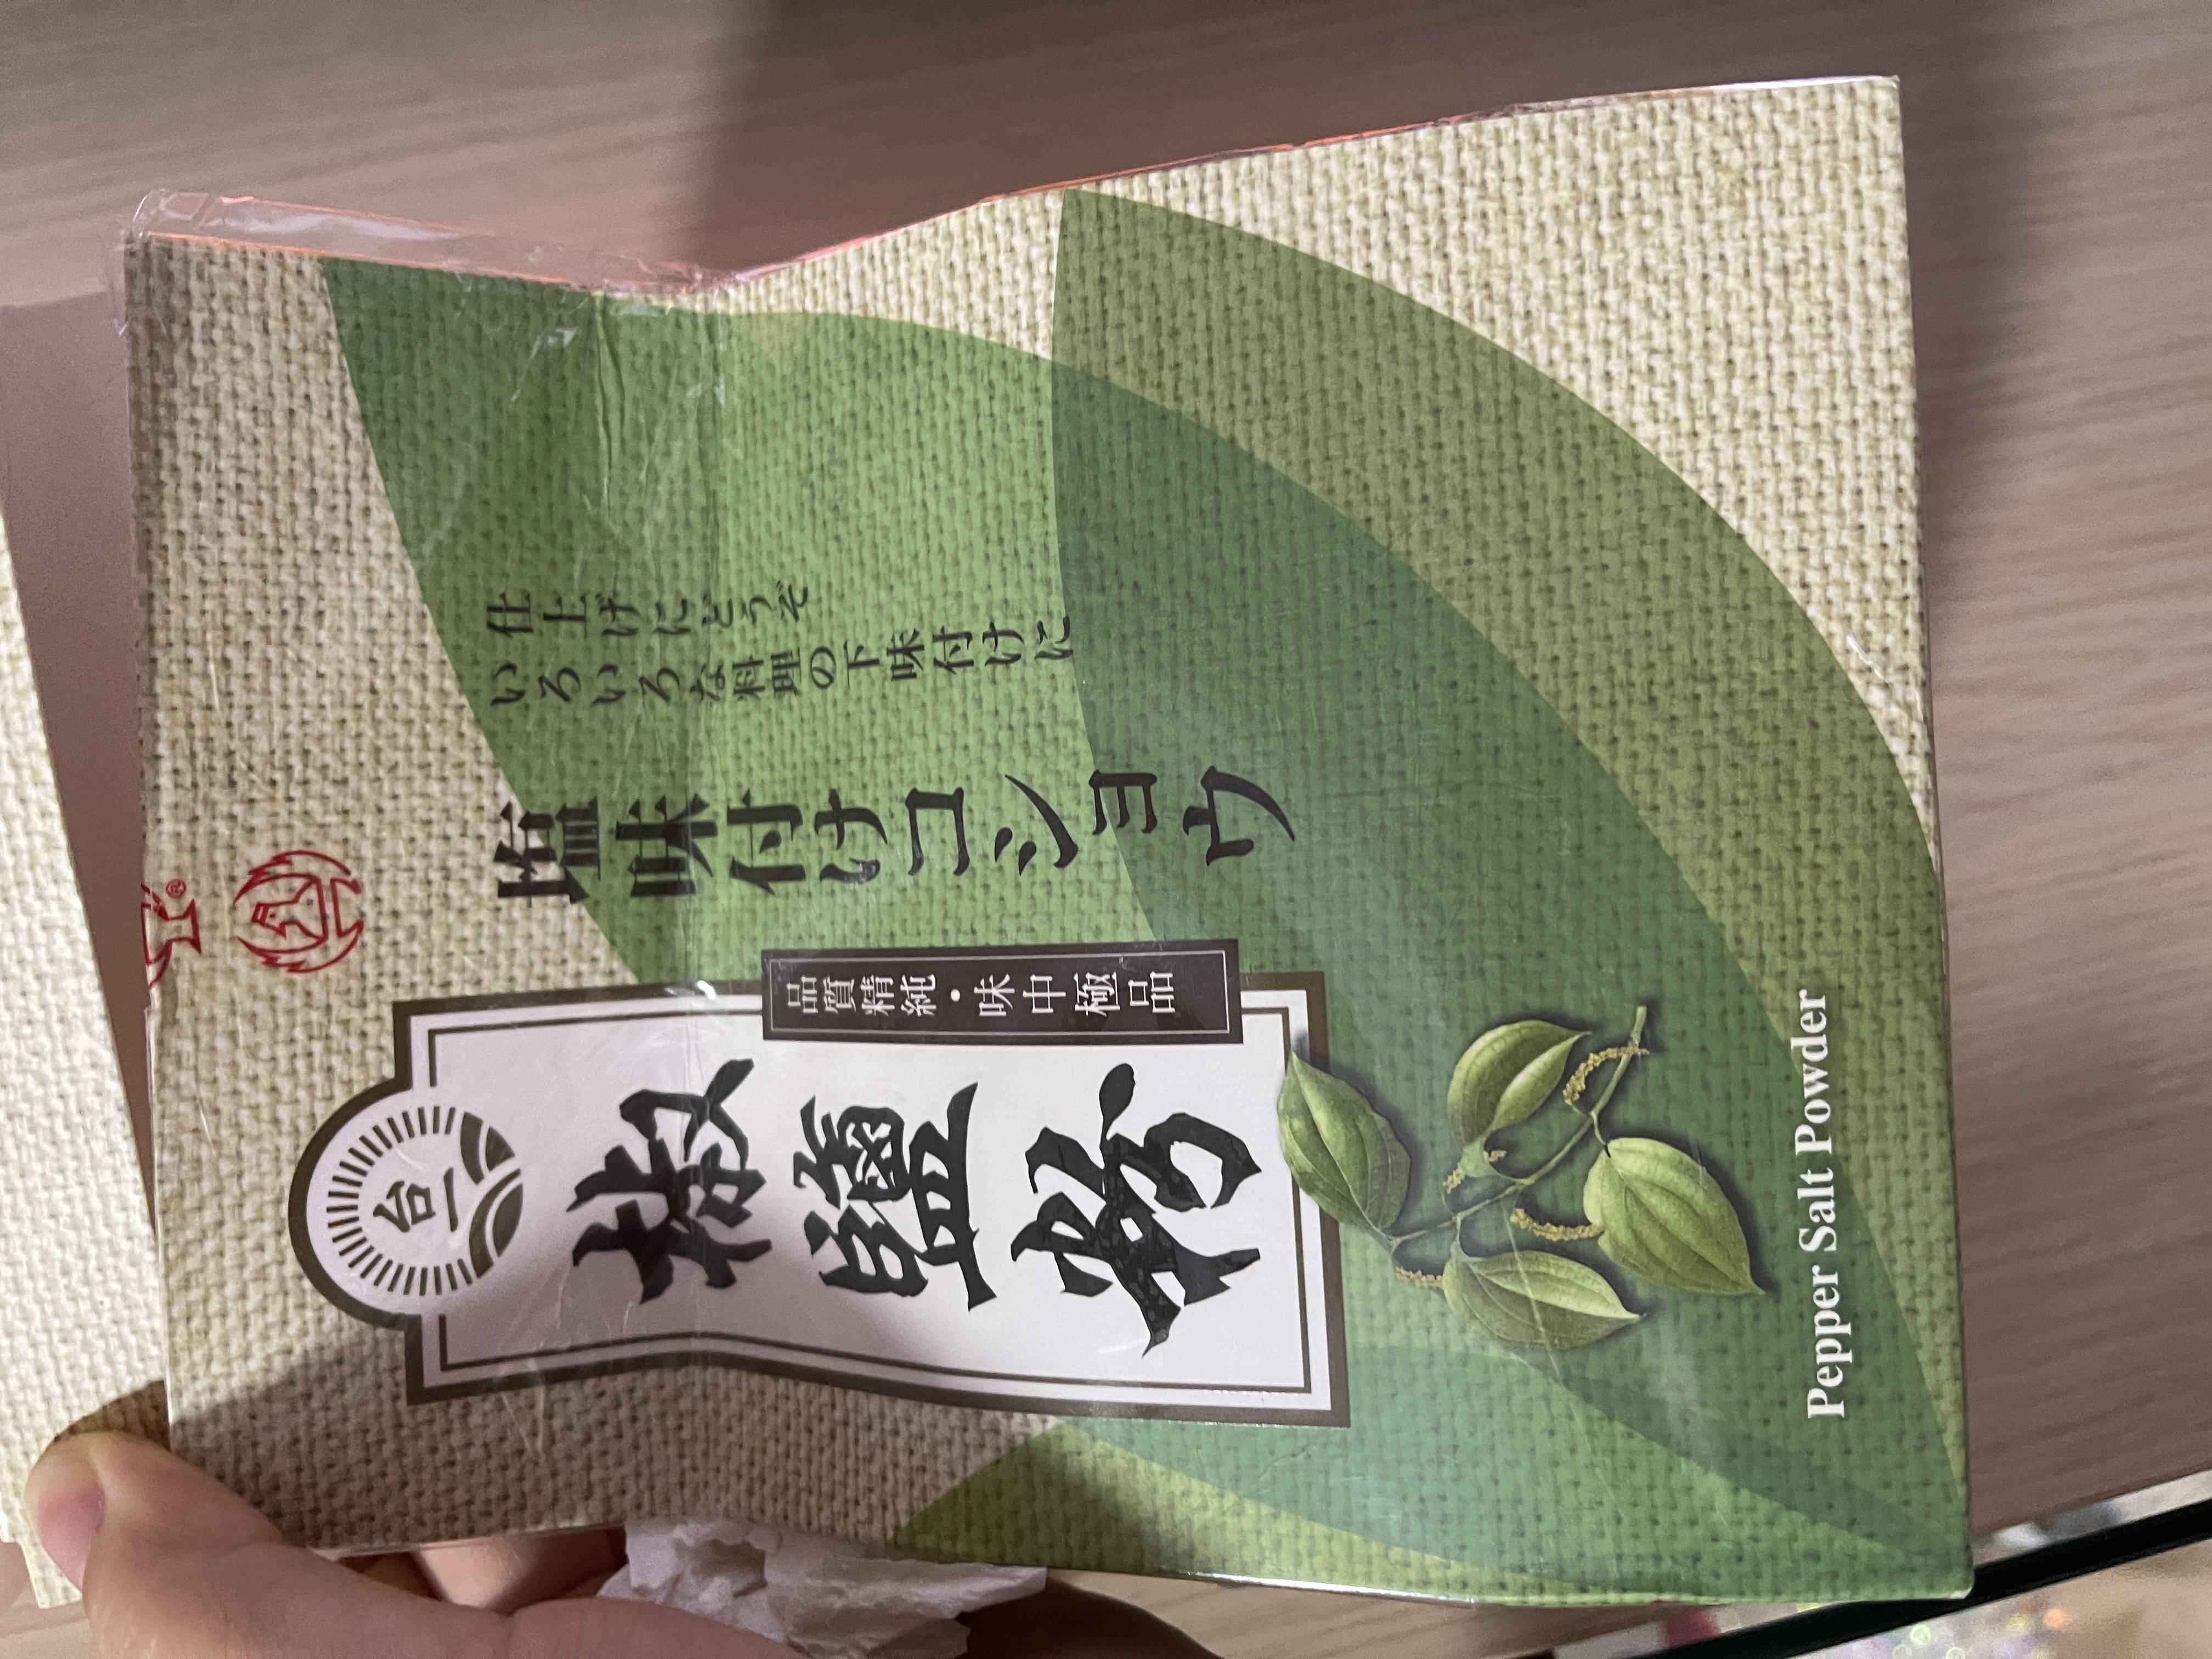 台一
椒鹽粉
品質精純・味中極品
塩味付けコショウ
いろいろな料理の下味付けに
仕上げにどうぞ
Pepper Salt Powder
®